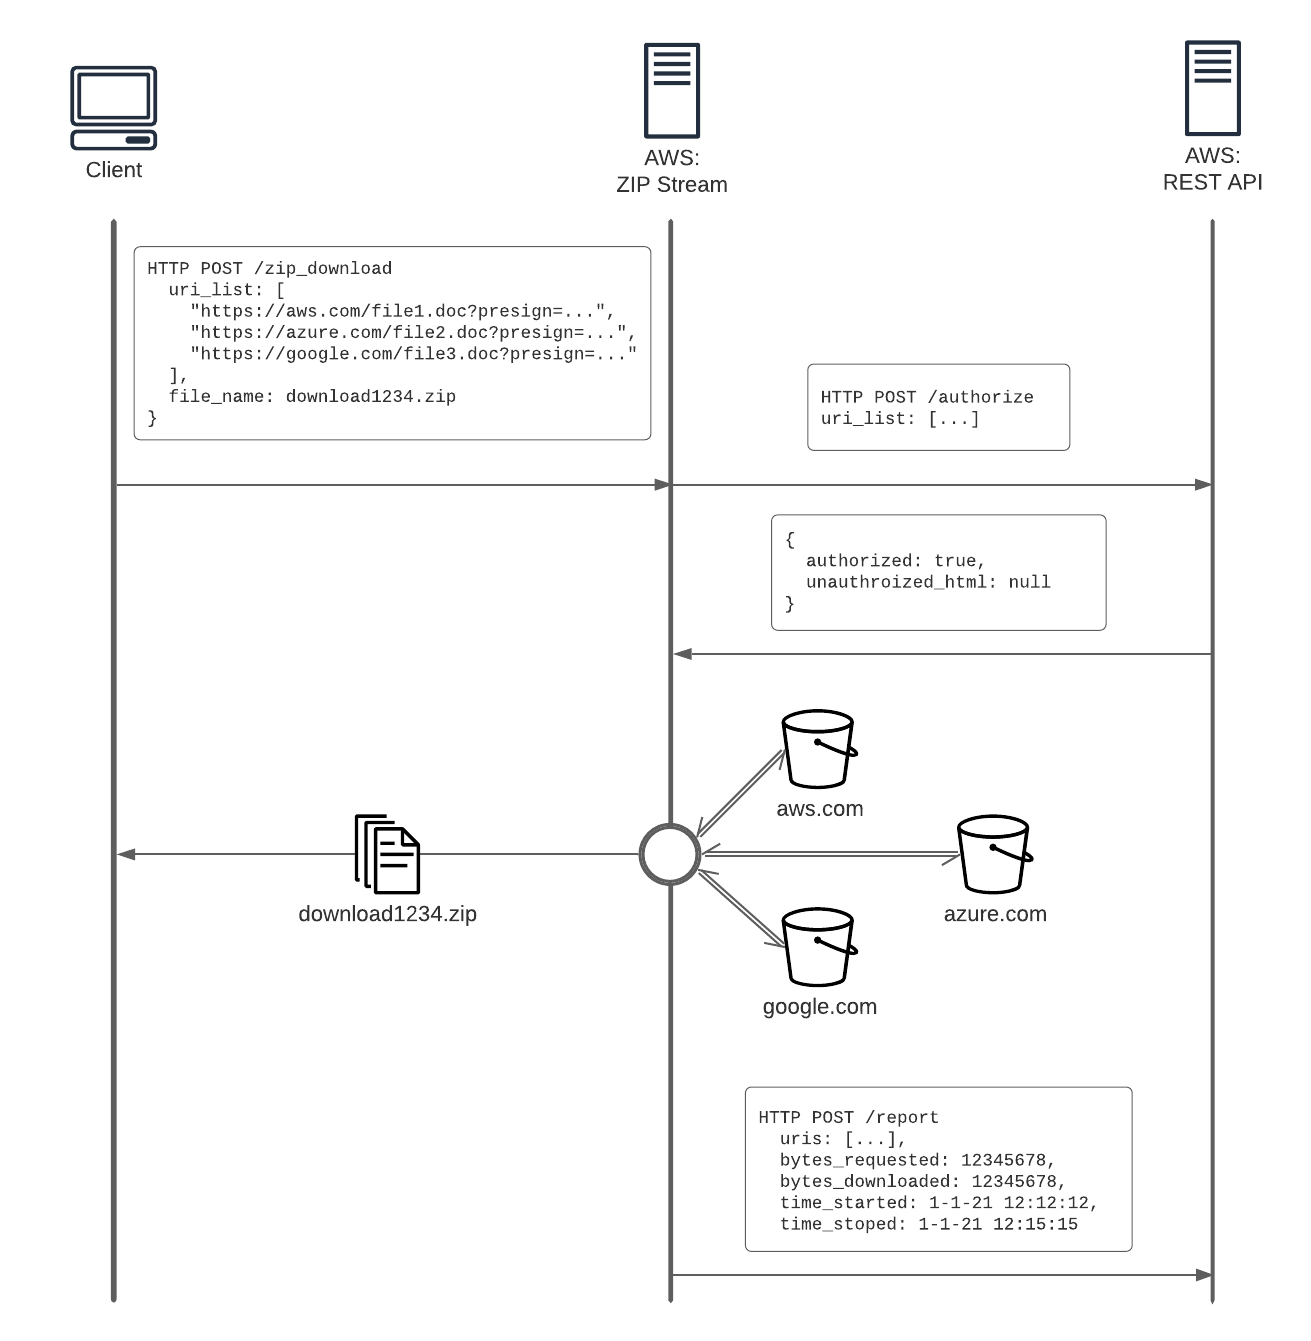 Client
AWS:
ZIP Stream
AWS:
REST API
HTTP POST /zip_download
  uri_list: [
    "https://aws.com/file1.doc?presign=...",
    "https://azure.com/file2.doc?presign=...",
    "https://google.com/file3.doc?presign=..."
  ],
  file_name: download1234.zip
}
HTTP POST /authorize
uri_list: [...]
{
  authorized: true,
  unauthroized_html: null
}
aws.com
azure.com
download1234.zip
google.com
HTTP POST /report
  uris: [...],
  bytes_requested: 12345678,
  bytes_downloaded: 12345678,
  time_started: 1-1-21 12:12:12,
  time_stoped: 1-1-21 12:15:15